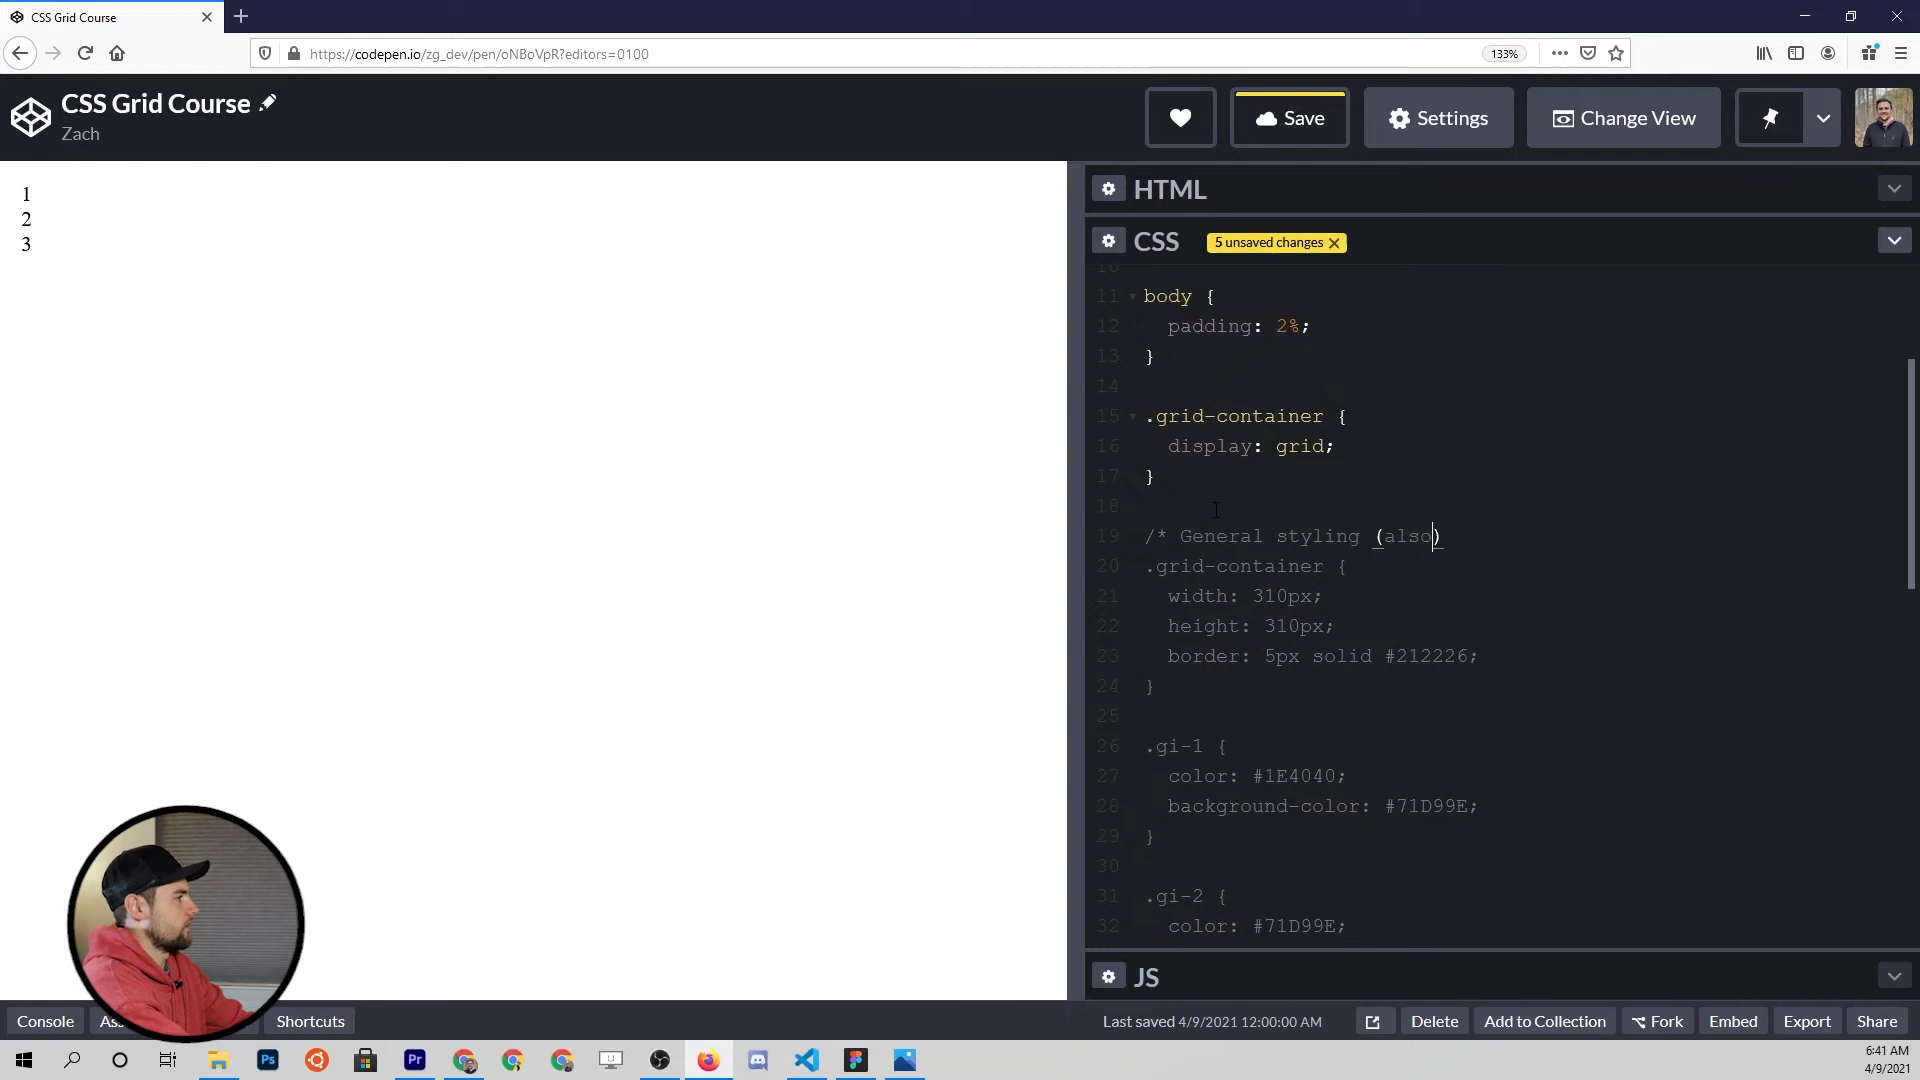 CSS Grid Course
https://codepen.io/zg_dev/pen/oNBoVpR?editors=0100
133%
CSS Grid Course
Zach
Save
Settings
Change View
1
2
3
HTML
CSS
5 unsaved changes
10
11 body {
12 padding: 2%;
13 }
14
15 .grid-container {
16 display: grid;
17 }
18
19 /* General styling (also)
20 .grid-container {
21 width: 310px;
22 height: 310px;
23 border: 5px solid #212226;
24 }
25
26 .gi-1 {
27 color: #1E4040;
28 background-color: #71D99E;
29 }
30
31 .gi-2 {
32 color: #71D99E;
JS
Console
Shortcuts
Last saved 4/9/2021 12:00:00 AM
Delete
Add to Collection
Fork
Embed
Export
Share
Ps
Pr
6:41 AM
4/9/2021